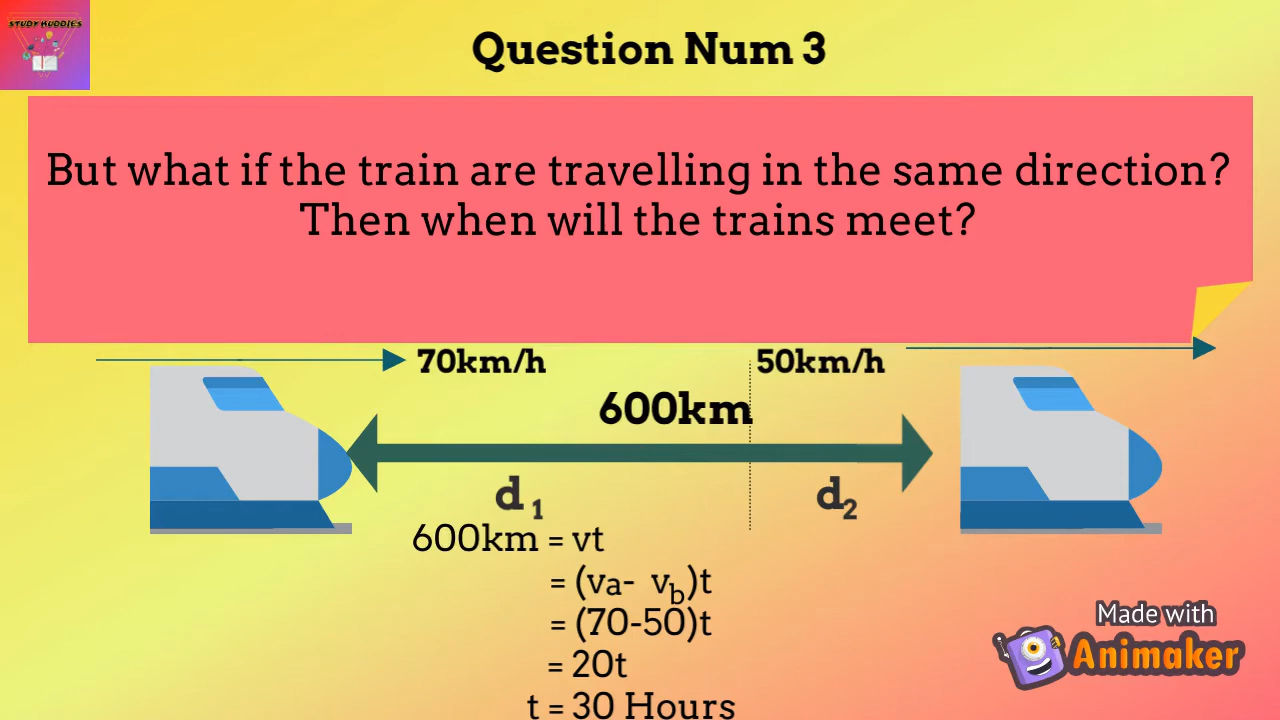 STUDY BUDDIES
Question Num 3
But what if the train are travelling in the same direction?
Then when will the trains meet?
70km/h
50km/h
600km
d 1
d2
600km = vt
= (va- vb)t
= (70-50)t
= 20t
t = 30 Hours
Made with
Animaker